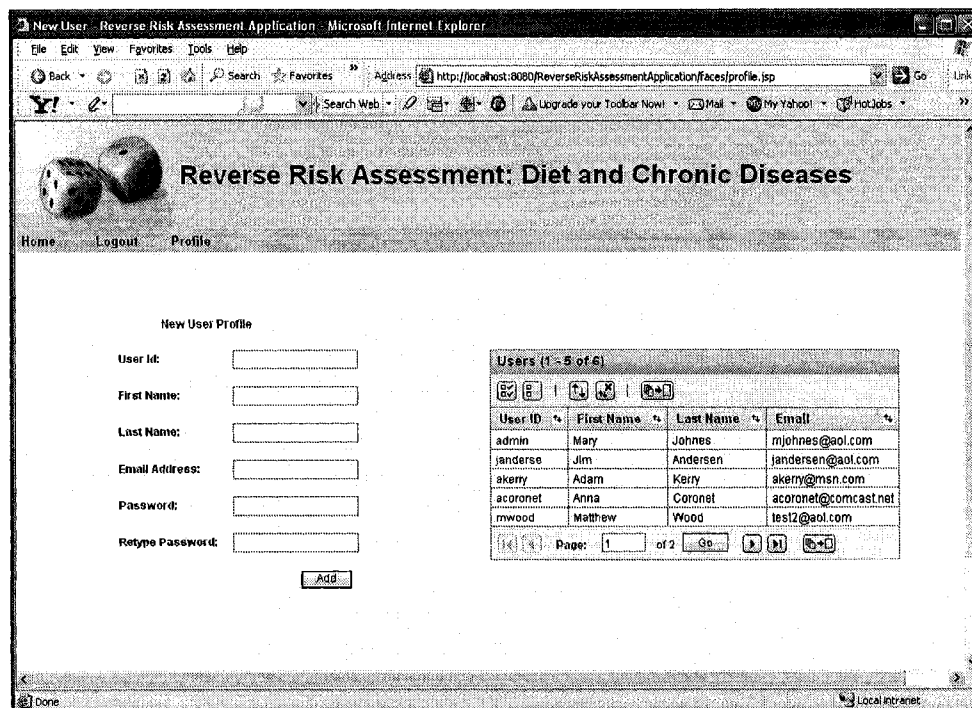 New User - Reverse Risk Assessment Application - Microsoft Internet Explorer
File Edit View Favorites Tools Help
Back Search Favorites » Address http://localhost:8080/ReverseRiskAssessmentApplication/faces/profile.jsp Go Link
Y! Search Web Upgrade your Toolbar Now! Mail My Yahoo! HotJobs »
Reverse Risk Assessment: Diet and Chronic Diseases
Home Logout Profile
New User Profile
User Id:
First Name:
Last Name:
Email Address:
Password:
Retype Password:
Add
Users (1 - 5 of 6)
User ID First Name Last Name Email
admin Mary Johnes mjohnes@aol.com
janderse Jim Andersen jandersen@aol.com
akerry Adam Kerry akerry@msn.com
acoronet Anna Coronet acoronet@comcast.net
mwood Matthew Wood test2@aol.com
Page: 1 of 2 Go
Done Local intranet